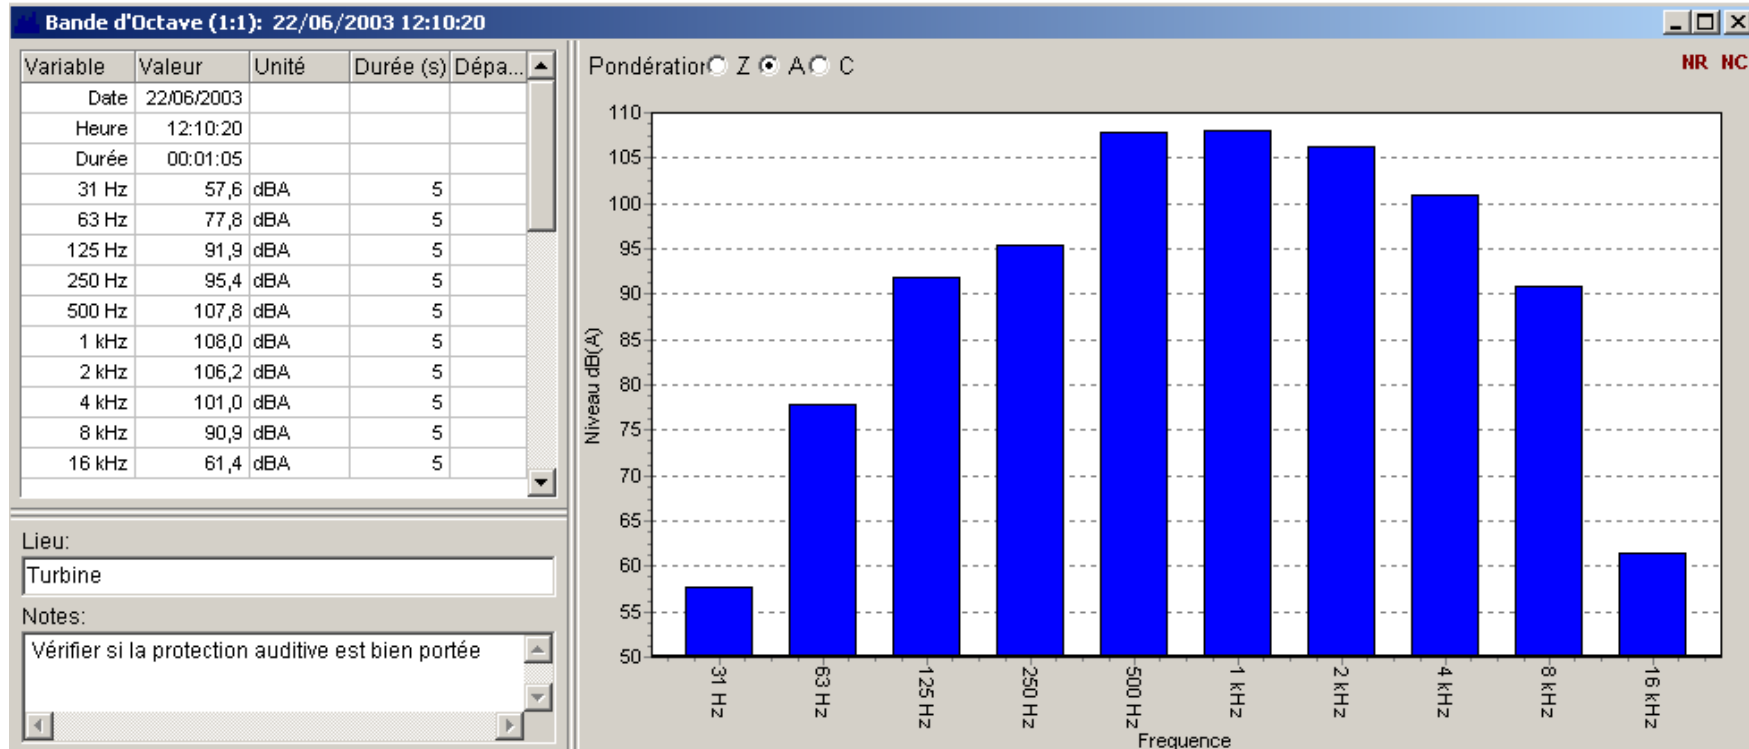 Bande d'Octave (1:1): 22/06/2003 12:10:20
Variable Valeur Unité Durée (s) Dépa...
Date 22/06/2003
Heure 12:10:20
Durée 00:01:05
31 Hz 57,6 dBA 5
63 Hz 77,8 dBA 5
125 Hz 91,9 dBA 5
250 Hz 95,4 dBA 5
500 Hz 107,8 dBA 5
1 kHz 108,0 dBA 5
2 kHz 106,2 dBA 5
4 kHz 101,0 dBA 5
8 kHz 90,9 dBA 5
16 kHz 61,4 dBA 5
Lieu:
Turbine
Notes:
Vérifier si la protection auditive est bien portée
Pondération Z A C
NR NC
Niveau dB(A)
110
105
100
95
90
85
80
75
70
65
60
55
50
31 Hz
63 Hz
125 Hz
250 Hz
500 Hz
1 kHz
2 kHz
4 kHz
8 kHz
16 kHz
Frequence